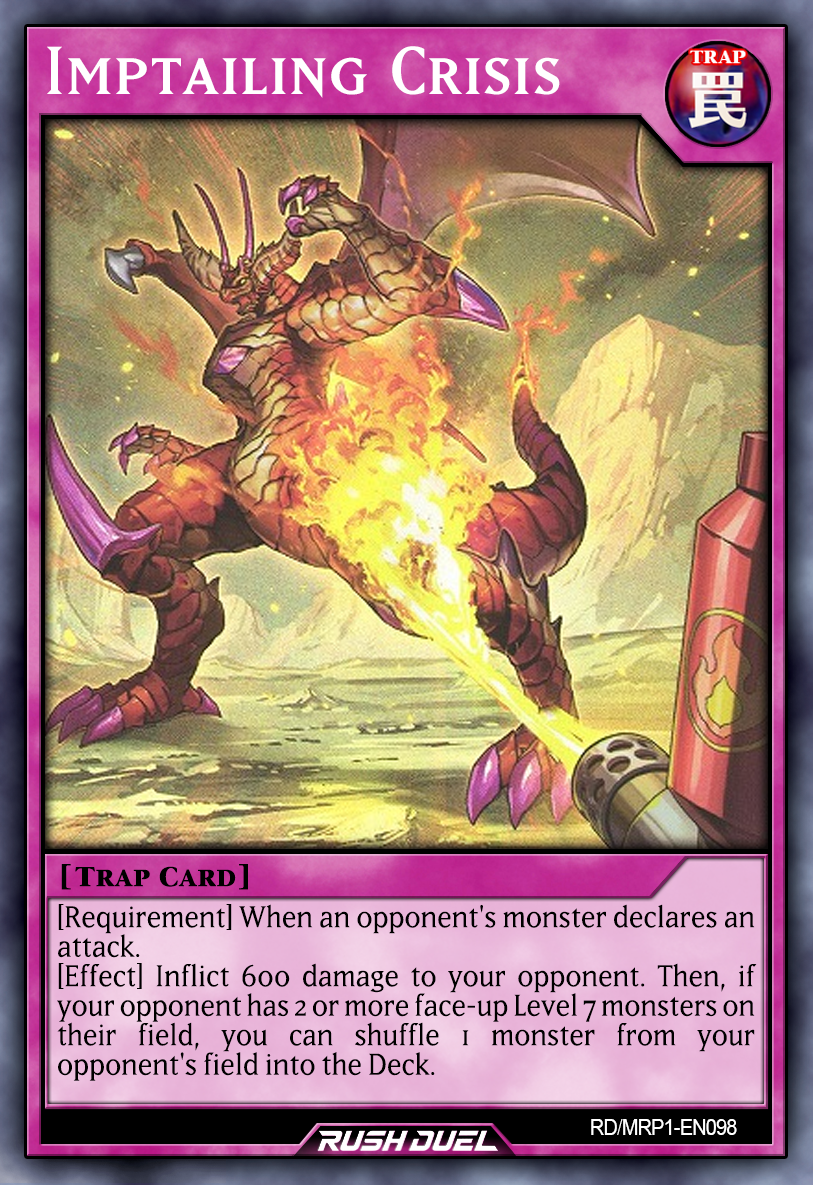 Imptailing Crisis
TRAP
罠
[Trap Card]
[Requirement] When an opponent's monster declares an
attack.
[Effect] Inflict 600 damage to your opponent. Then, if
your opponent has 2 or more face-up Level 7 monsters on
their field, you can shuffle 1 monster from your
opponent's field into the Deck.
RD/MRP1-EN098
RUSH DUEL